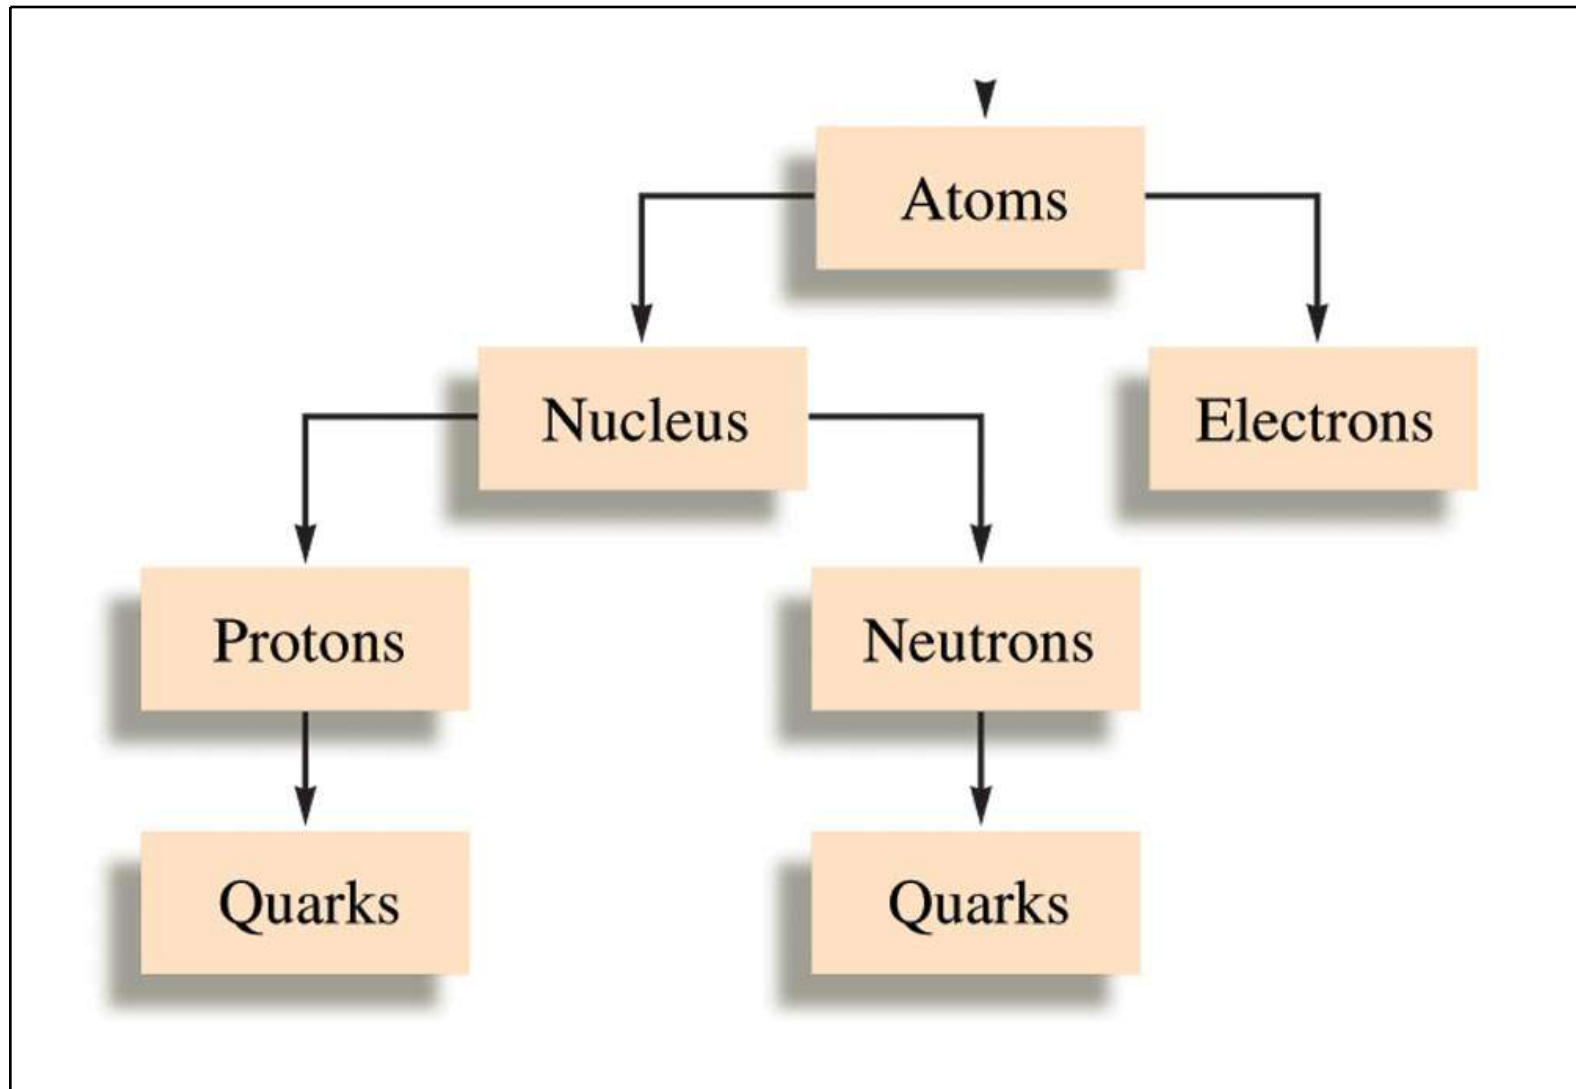 Atoms
Nucleus
Electrons
Protons
Neutrons
Quarks
Quarks